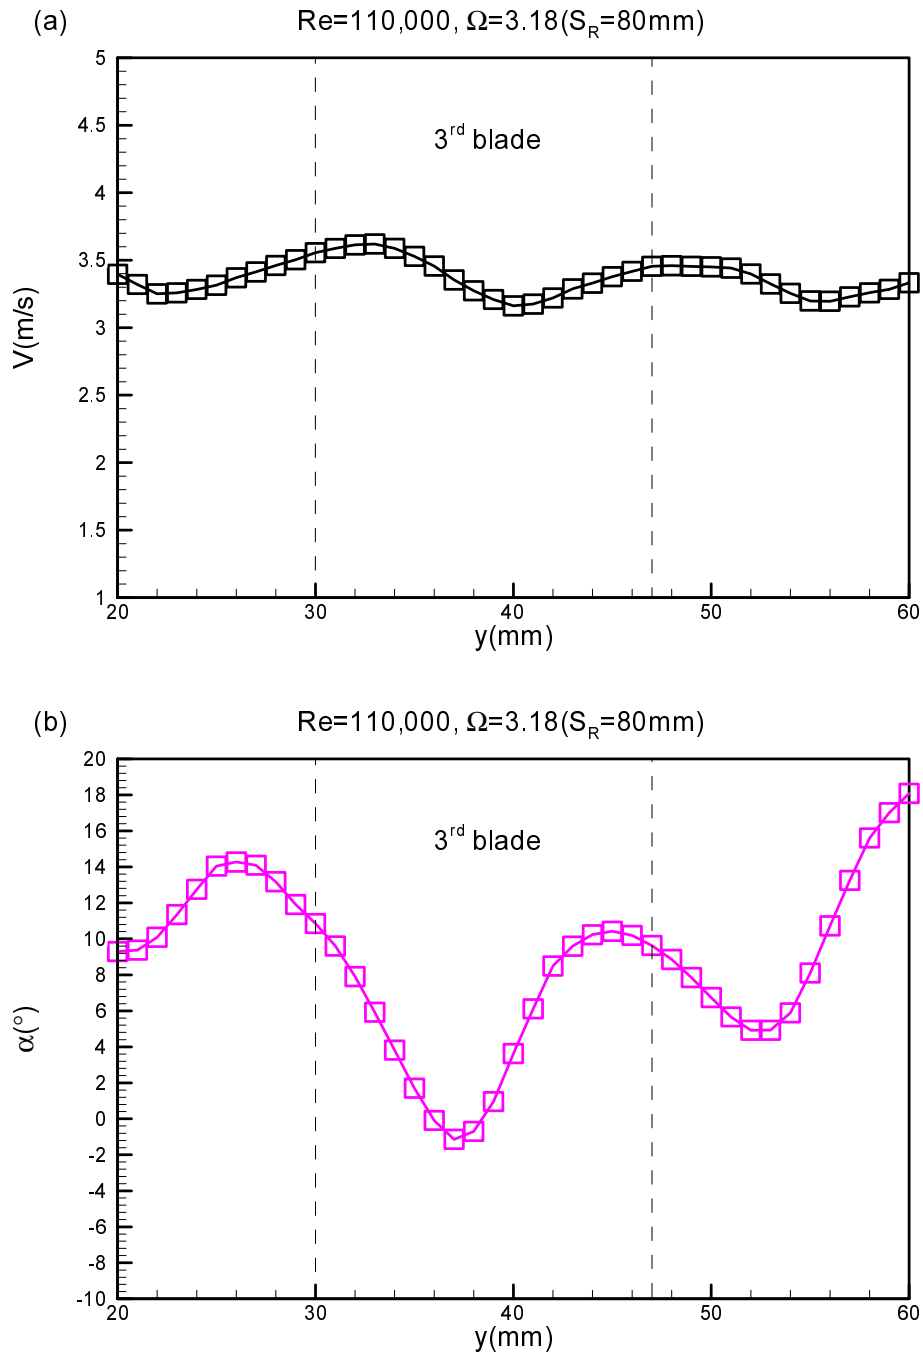 (a)
Re=110,000, Ω=3.18(S_R=80mm)
5
4.5
4
3.5
3
2.5
2
1.5
1
V(m/s)
3rd blade
20 30 40 50 60
y(mm)
(b)
Re=110,000, Ω=3.18(S_R=80mm)
20
18
16
14
12
10
8
6
4
2
0
-2
-4
-6
-8
-10
α(°)
3rd blade
20 30 40 50 60
y(mm)